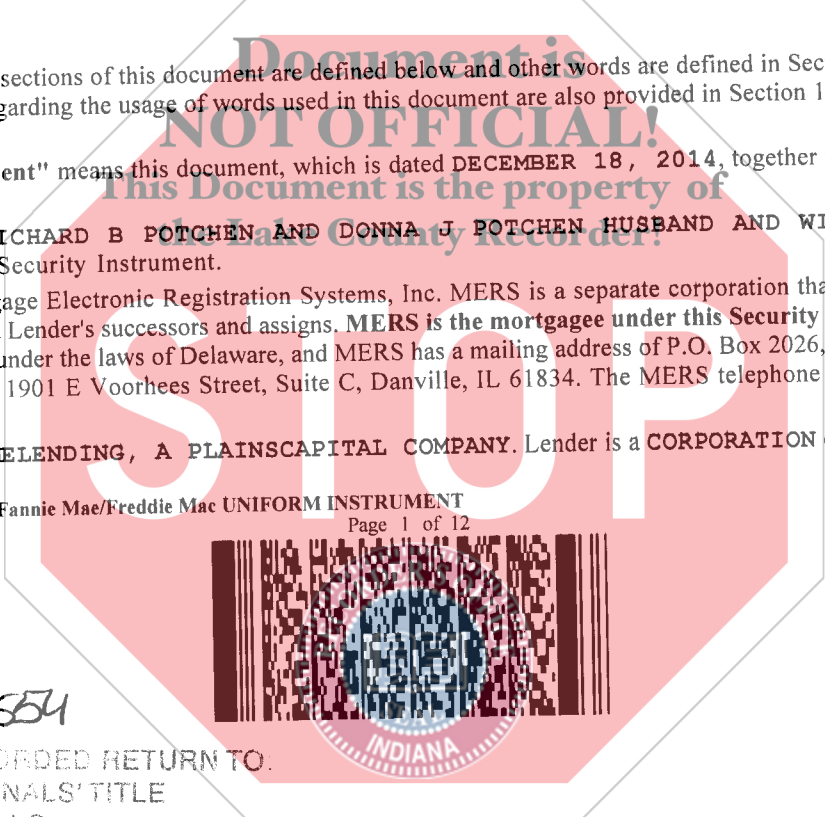 Document is
sections of this document are defined below and other words are defined in Sec
garding the usage of words used in this document are also provided in Section 1
NOT OFFICIAL!
ent" means this document, which is dated DECEMBER 18, 2014, together
This Document is the property of
ICHARD B POTCHEN AND DONNA J POTCHEN HUSBAND AND WI
the Lake County Recorder!
Security Instrument.
gage Electronic Registration Systems, Inc. MERS is a separate corporation tha
Lender's successors and assigns. MERS is the mortgagee under this Security
under the laws of Delaware, and MERS has a mailing address of P.O. Box 2026,
1901 E Voorhees Street, Suite C, Danville, IL 61834. The MERS telephone
STOP
ELENDING, A PLAINSCAPITAL COMPANY. Lender is a CORPORATION
Fannie Mae/Freddie Mac UNIFORM INSTRUMENT
Page 1 of 12
SEAL
INDIANA
554
ORDED RETURN TO:
NALS' TITLE